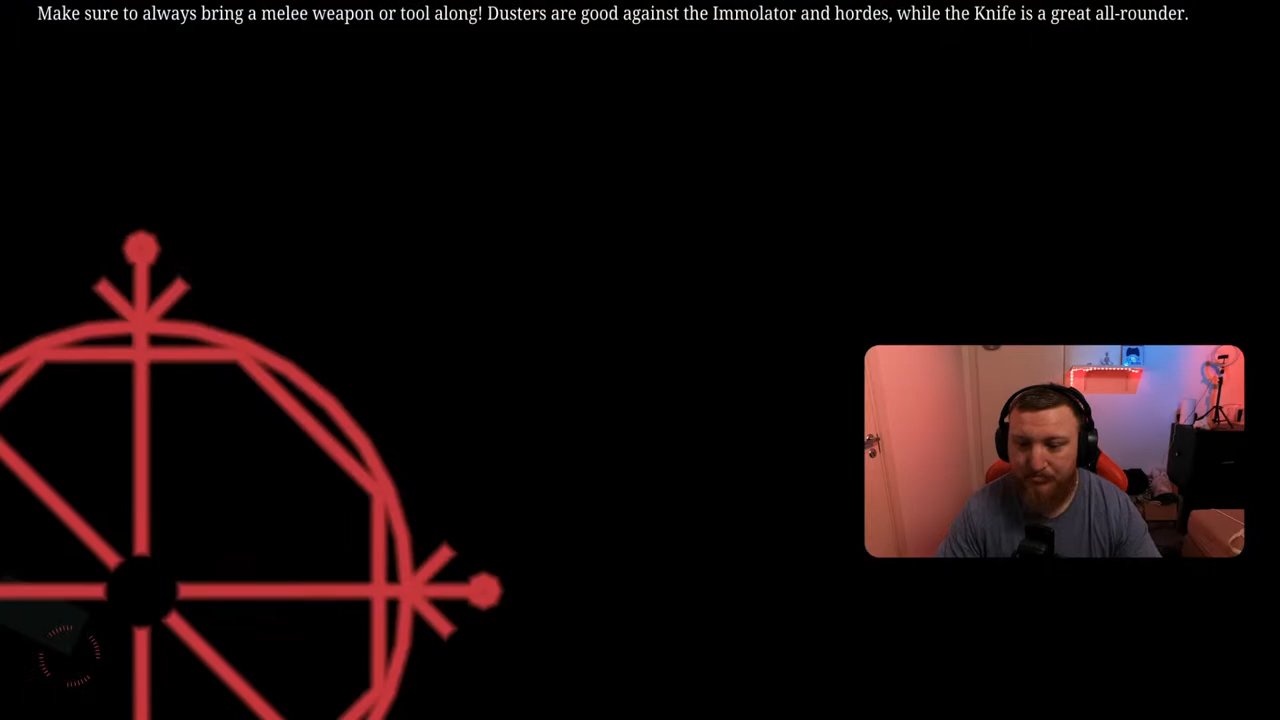 Make sure to always bring a melee weapon or tool along! Dusters are good against the Immolator and hordes, while the Knife is a great all-rounder.